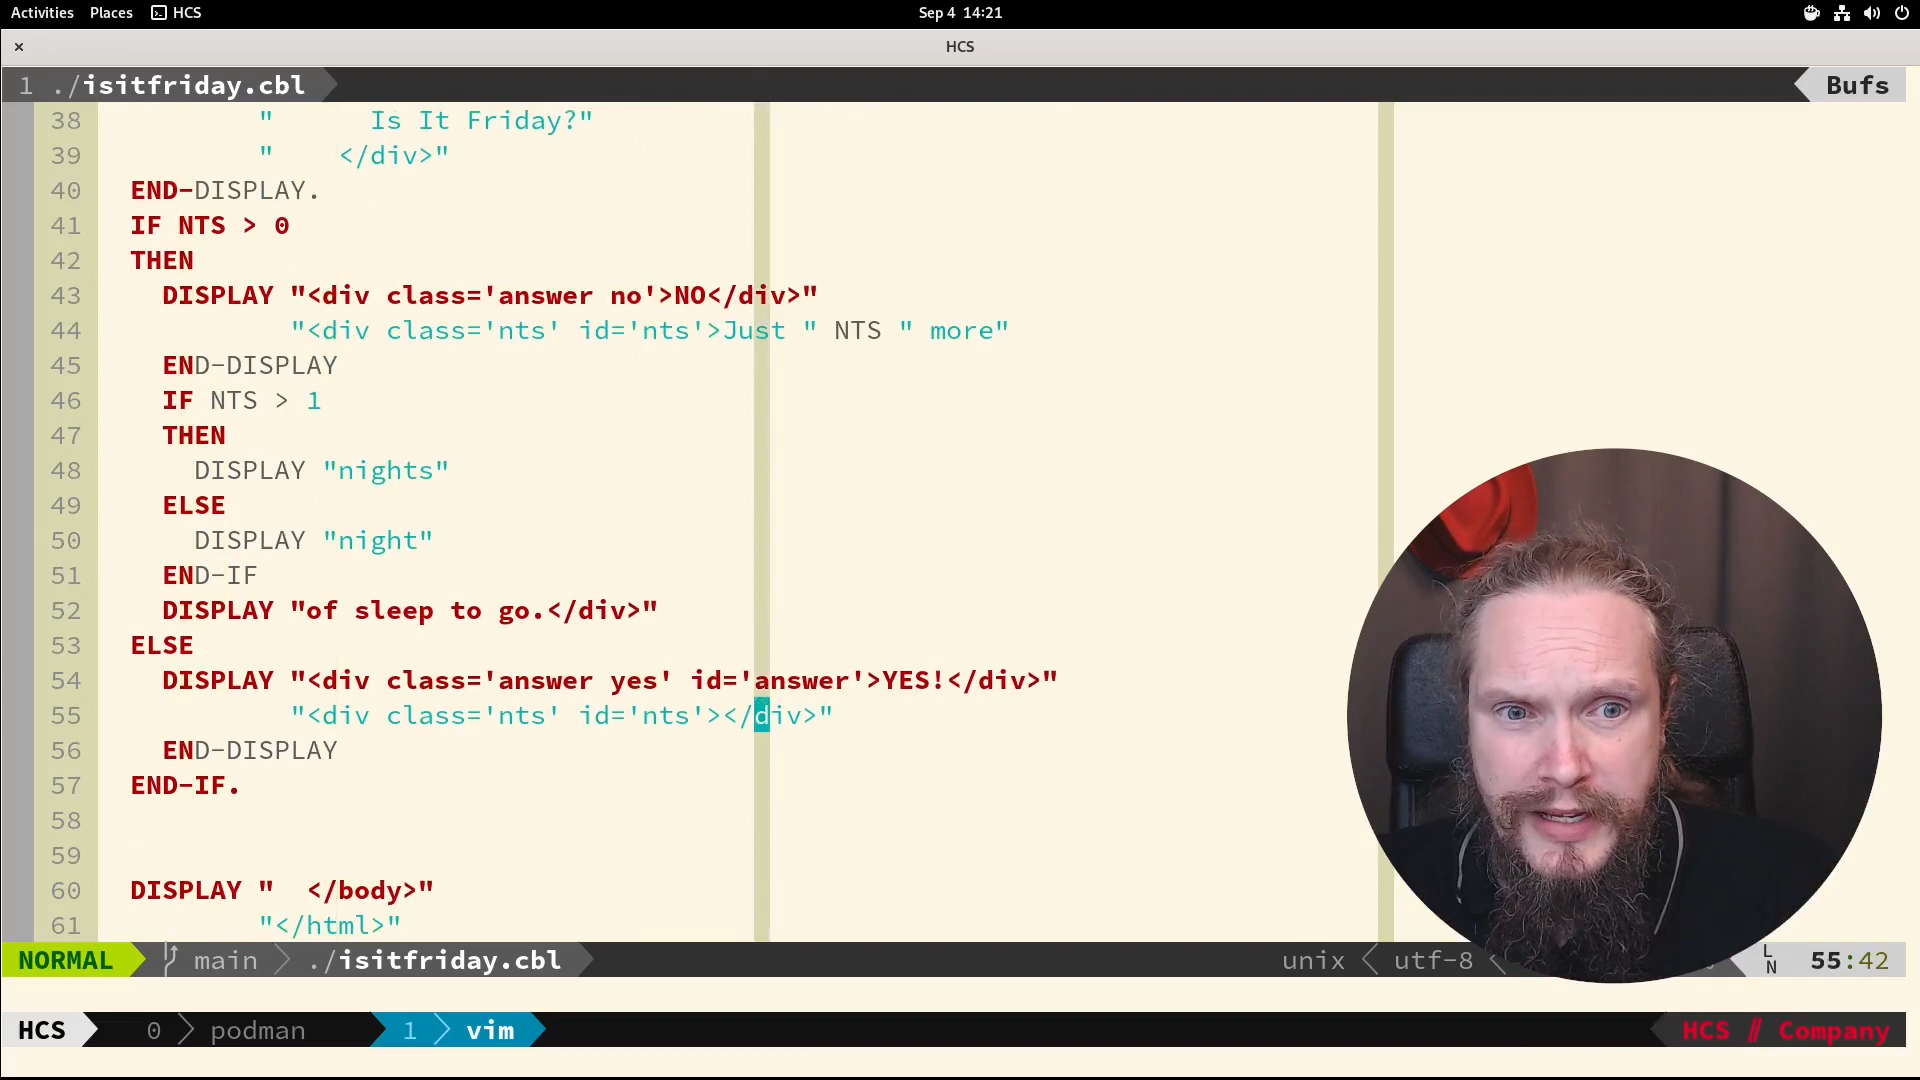 Activities Places HCS Sep 4 14:21
× HCS
1 ./isitfriday.cbl Bufs
38 " Is It Friday?"
39 " </div>"
40 END-DISPLAY.
41 IF NTS > 0
42 THEN
43 DISPLAY "<div class='answer no'>NO</div>"
44 "<div class='nts' id='nts'>Just " NTS " more"
45 END-DISPLAY
46 IF NTS > 1
47 THEN
48 DISPLAY "nights"
49 ELSE
50 DISPLAY "night"
51 END-IF
52 DISPLAY "of sleep to go.</div>"
53 ELSE
54 DISPLAY "<div class='answer yes' id='answer'>YES!</div>"
55 "<div class='nts' id='nts'></div>"
56 END-DISPLAY
57 END-IF.
58
59
60 DISPLAY " </body>"
61 "</html>"
NORMAL main ./isitfriday.cbl unix utf-8 LN 55:42
HCS 0 podman 1 vim HCS // Company